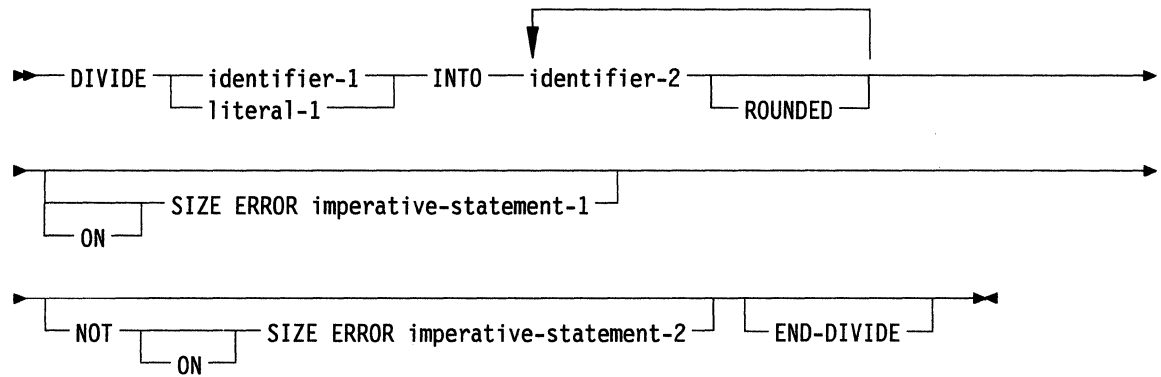 DIVIDE identifier-1 INTO identifier-2
literal-1 ROUNDED
SIZE ERROR imperative-statement-1
ON
NOT SIZE ERROR imperative-statement-2 END-DIVIDE
ON